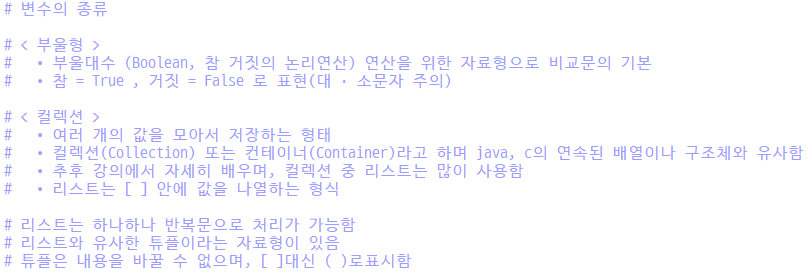 # 변수의 종류
# < 부울형 >
#   • 부울대수 (Boolean, 참 거짓의 논리연산) 연산을 위한 자료형으로 비교문의 기본
#   • 참 = True , 거짓 = False 로 표현(대 · 소문자 주의)
# < 컬렉션 >
#   • 여러 개의 값을 모아서 저장하는 형태
#   • 컬렉션(Collection) 또는 컨테이너(Container)라고 하며 java, c의 연속된 배열이나 구조체와 유사함
#   • 추후 강의에서 자세히 배우며, 컬렉션 중 리스트는 많이 사용함
#   • 리스트는 [ ] 안에 값을 나열하는 형식
# 리스트는 하나하나 반복문으로 처리가 가능함
# 리스트와 유사한 튜플이라는 자료형이 있음
# 튜플은 내용을 바꿀 수 없으며, [ ]대신 ( )로표시함